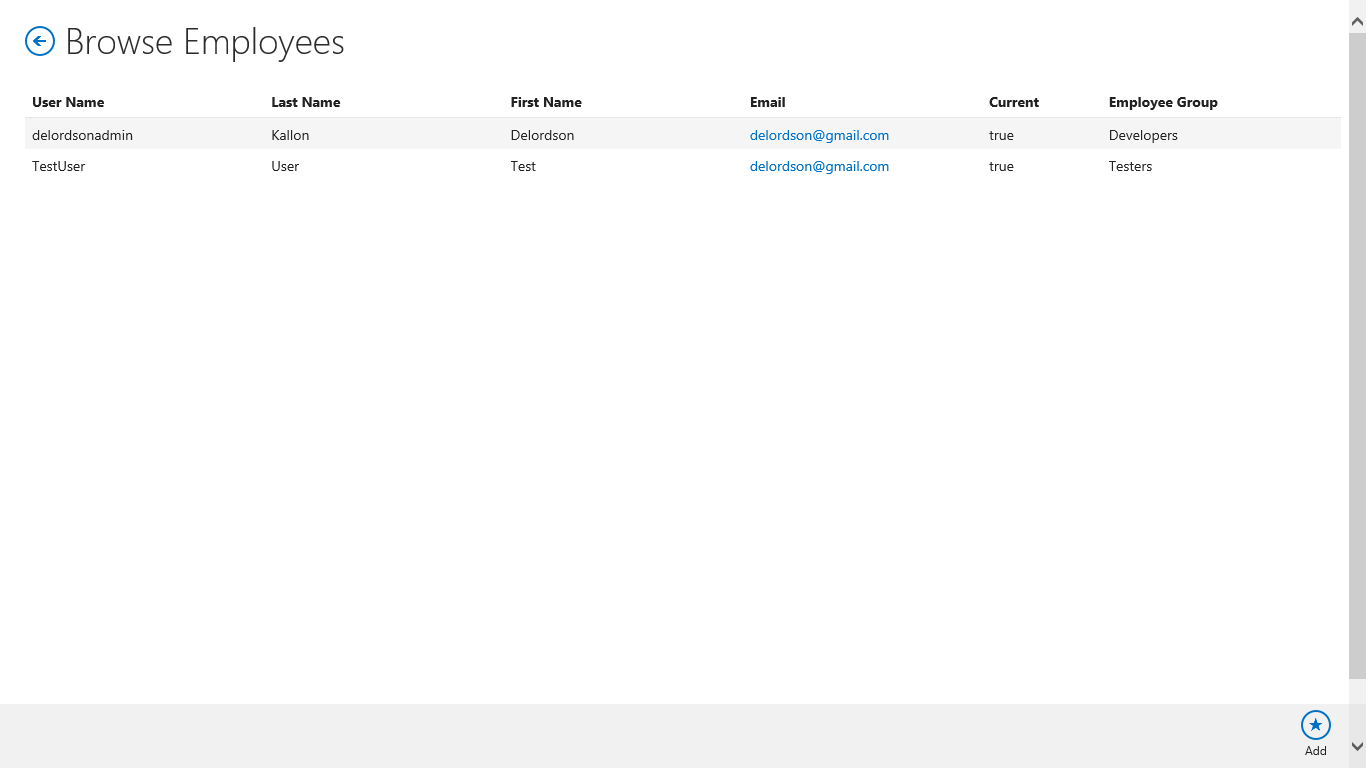 Browse Employees
User Name Last Name First Name Email Current Employee Group
delordsonadmin Kallon Delordson delordson@gmail.com true Developers
TestUser User Test delordson@gmail.com true Testers
Add